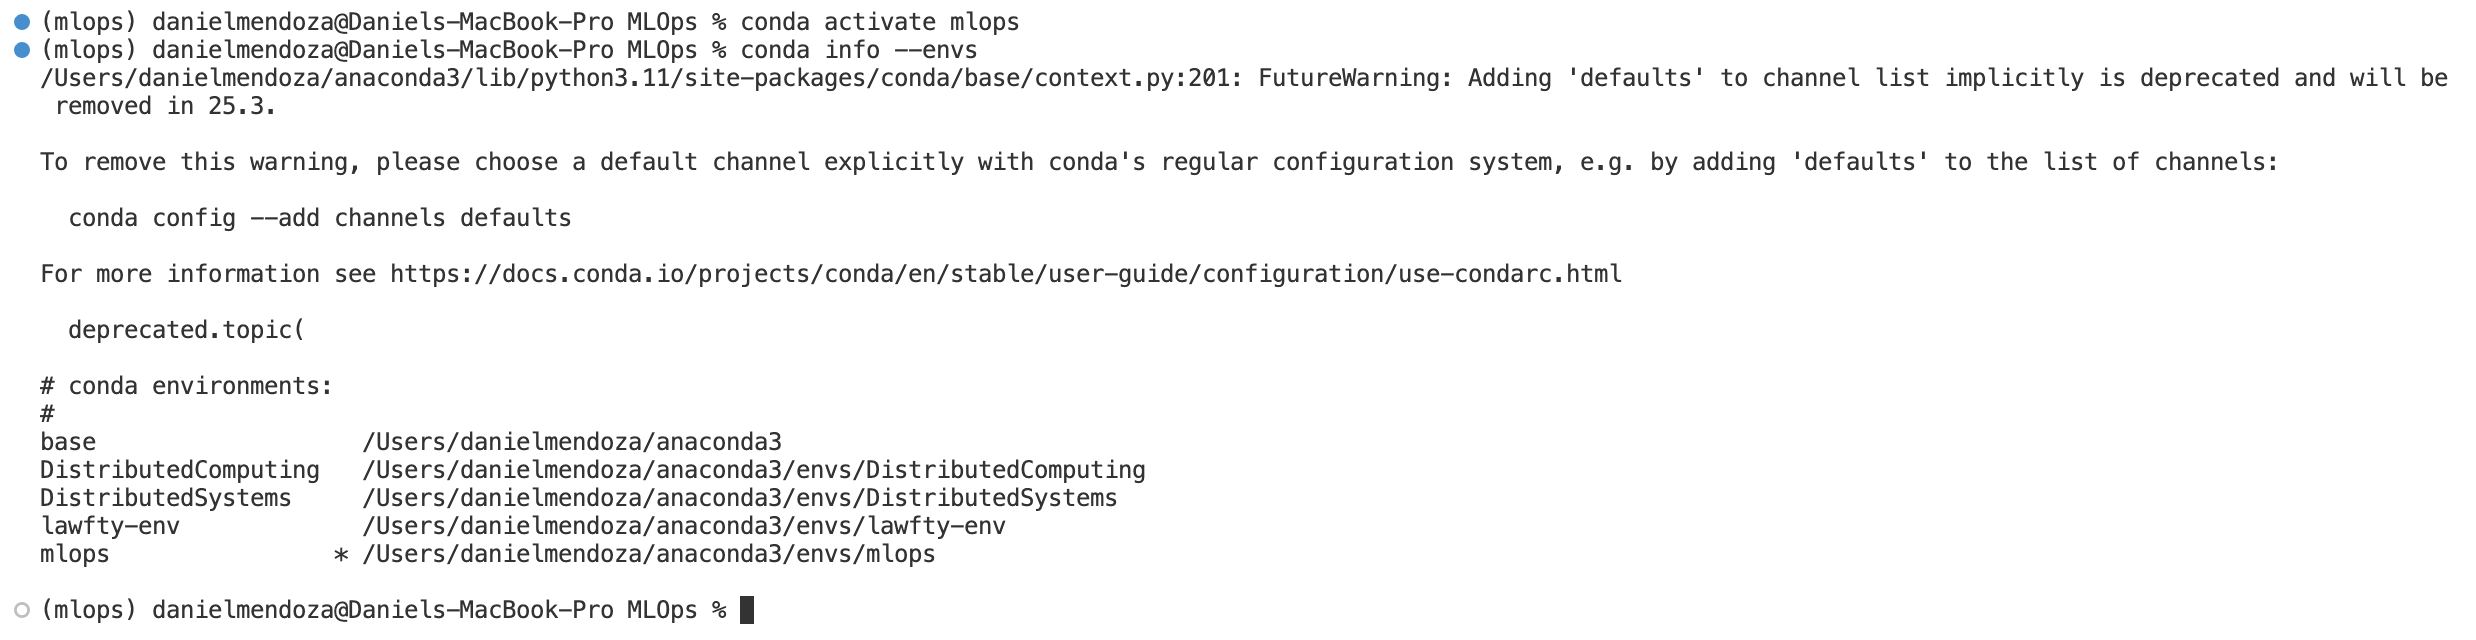 (mlops) danielmendoza@Daniels-MacBook-Pro MLOps % conda activate mlops
(mlops) danielmendoza@Daniels-MacBook-Pro MLOps % conda info --envs
/Users/danielmendoza/anaconda3/lib/python3.11/site-packages/conda/base/context.py:201: FutureWarning: Adding 'defaults' to channel list implicitly is deprecated and will be
removed in 25.3.
To remove this warning, please choose a default channel explicitly with conda's regular configuration system, e.g. by adding 'defaults' to the list of channels:
conda config --add channels defaults
For more information see https://docs.conda.io/projects/conda/en/stable/user-guide/configuration/use-condarc.html
deprecated.topic(
# conda environments:
#
base                   /Users/danielmendoza/anaconda3
DistributedComputing   /Users/danielmendoza/anaconda3/envs/DistributedComputing
DistributedSystems     /Users/danielmendoza/anaconda3/envs/DistributedSystems
lawfty-env             /Users/danielmendoza/anaconda3/envs/lawfty-env
mlops                * /Users/danielmendoza/anaconda3/envs/mlops
(mlops) danielmendoza@Daniels-MacBook-Pro MLOps %